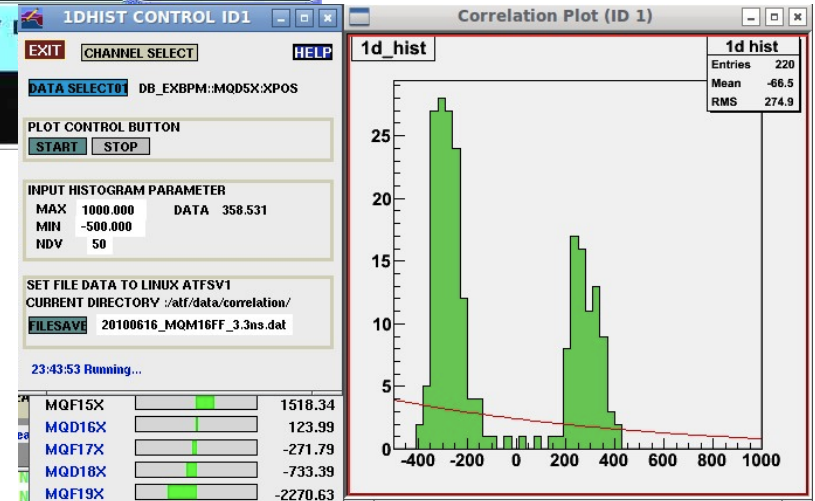 1DHIST CONTROL ID1
EXIT CHANNEL SELECT HELP
DATA SELECT01 DB_EXBPM::MQD5X:XPOS
PLOT CONTROL BUTTON
START STOP
INPUT HISTOGRAM PARAMETER
MAX 1000.000 DATA 358.531
MIN -500.000
NDV 50
SET FILE DATA TO LINUX ATFSV1
CURRENT DIRECTORY :/atf/data/correlation/
FILESAVE 20100616_MQM16FF_3.3ns.dat
23:43:53 Running...
MQF15X 1518.34
MQD16X 123.99
MQF17X -271.79
MQD18X -733.39
MQF19X -2270.63
Correlation Plot (ID 1)
1d_hist
1d hist
Entries 220
Mean -66.5
RMS 274.9
25
20
15
10
5
0
-400 -200 0 200 400 600 800 1000